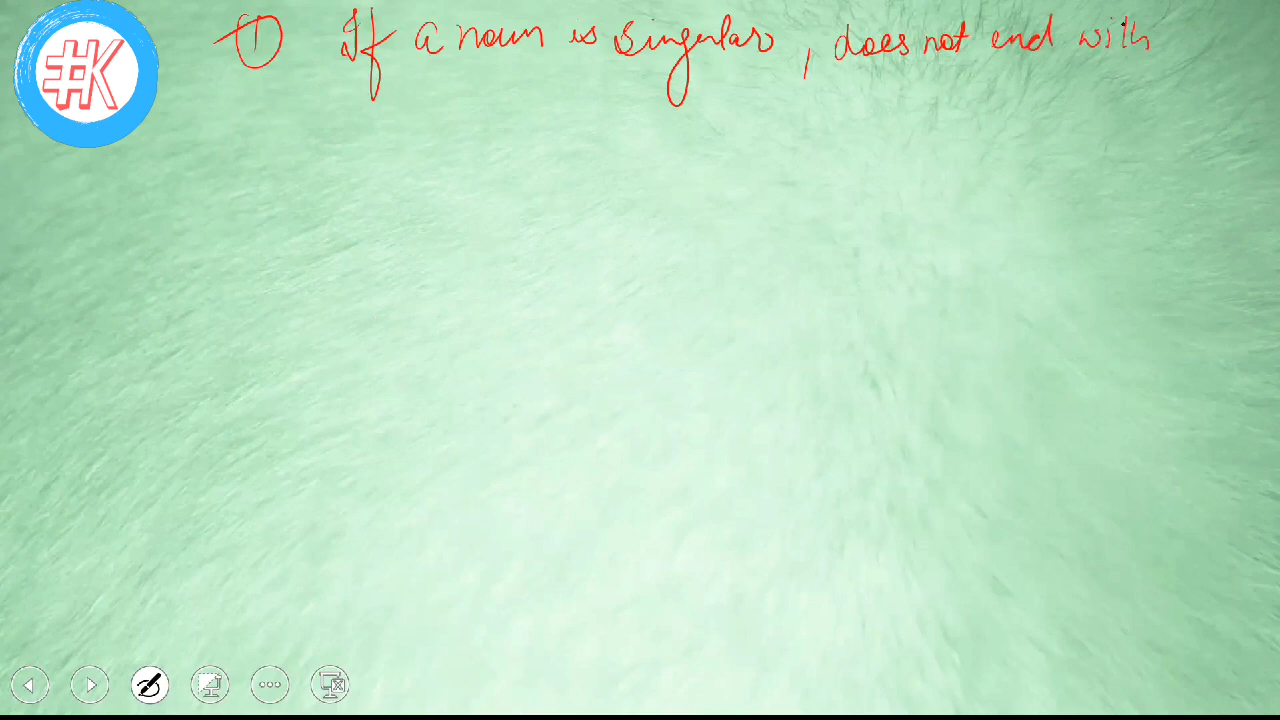 #K
① If a noun is singular, does not end with